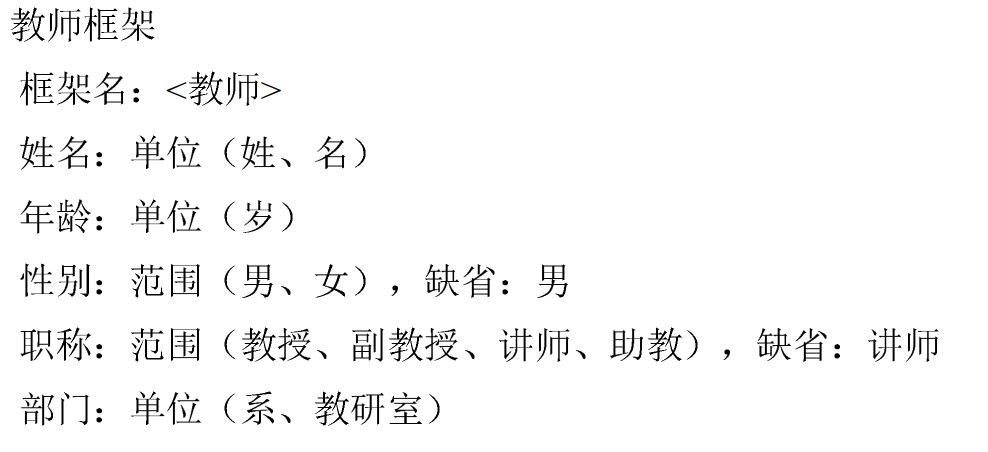 教师框架
框架名：<教师>
姓名：单位（姓、名）
年龄：单位（岁）
性别：范围（男、女），缺省：男
职称：范围（教授、副教授、讲师、助教），缺省：讲师
部门：单位（系、教研室）